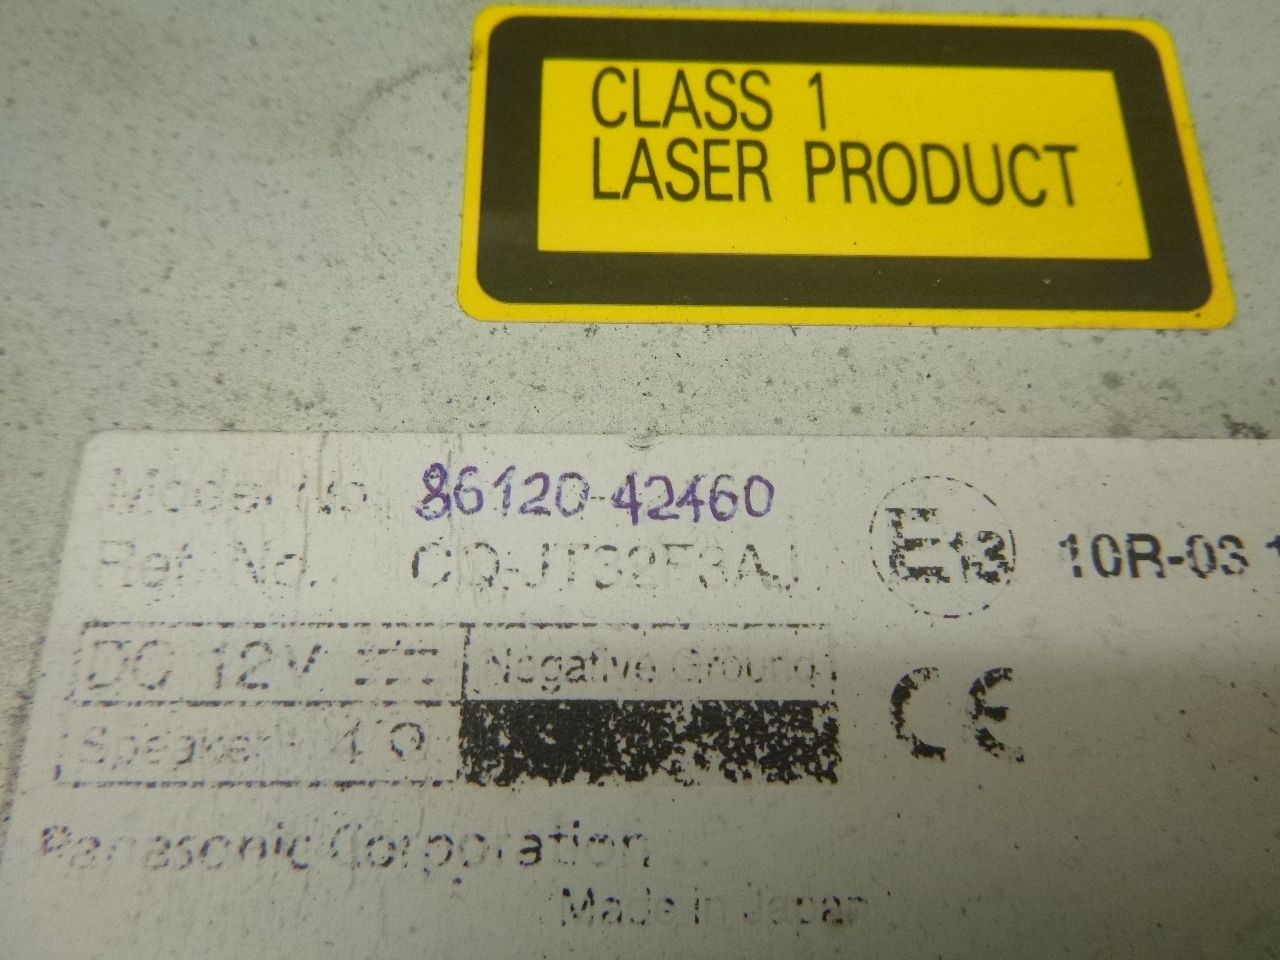 CLASS 1
LASER PRODUCT
Model No. 86120-42460
Ref. No. CQ-JT32F3AJ
E13
10R-03 1
DC 12V
Negative Ground
Speaker 4 Ω
CE
Panasonic Corporation
Made in Japan